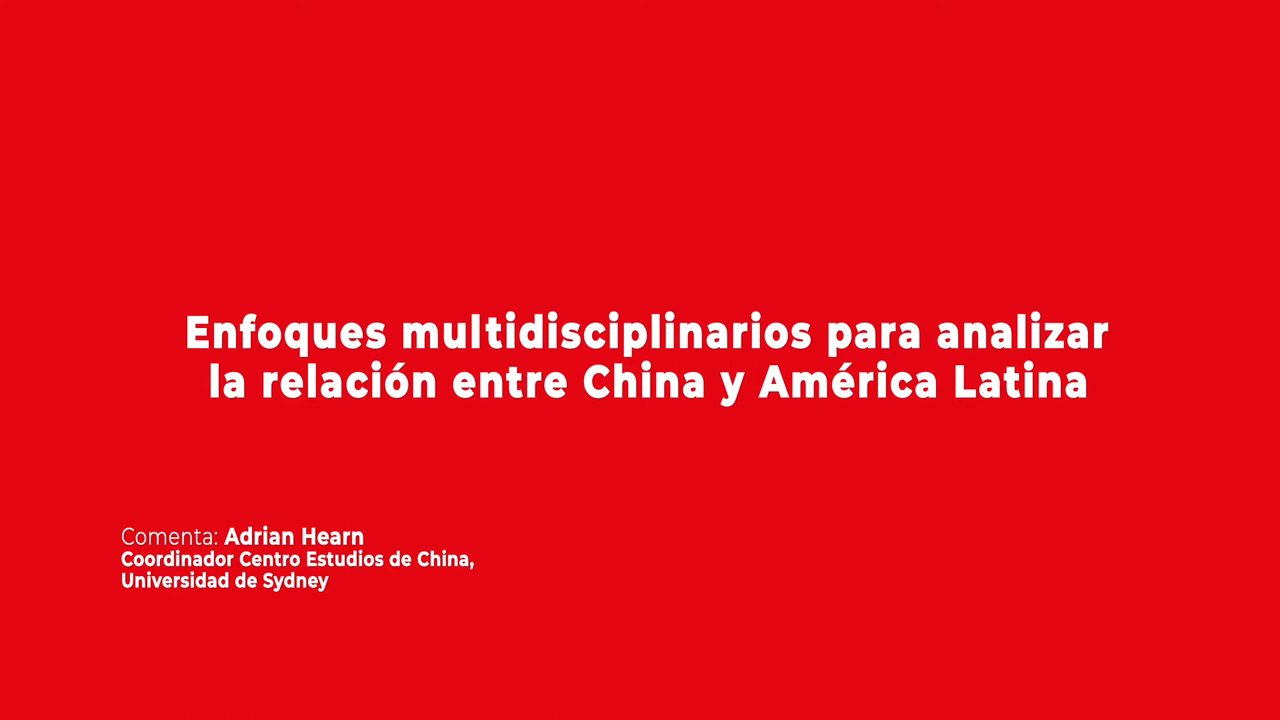 Enfoques multidisciplinarios para analizar
la relación entre China y América Latina
Comenta: Adrian Hearn
Coordinador Centro Estudios de China,
Universidad de Sydney